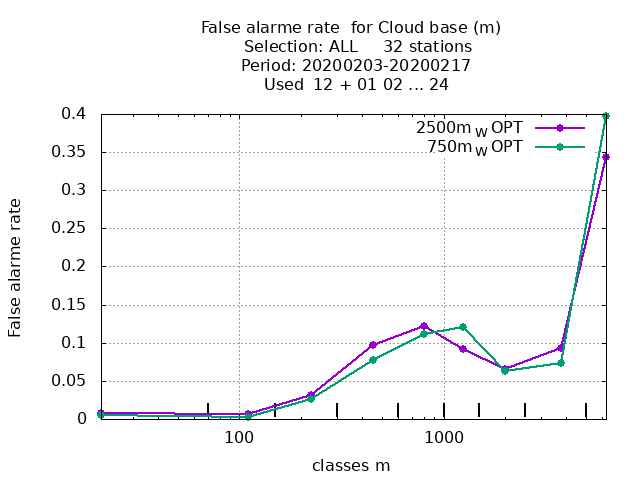 False alarme rate  for Cloud base (m)
Selection: ALL     32 stations
Period: 20200203-20200217
Used  12 + 01 02 ... 24
2500m W OPT
750m W OPT
0.4
0.35
0.3
0.25
0.2
0.15
0.1
0.05
0
False alarme rate
100
1000
classes m